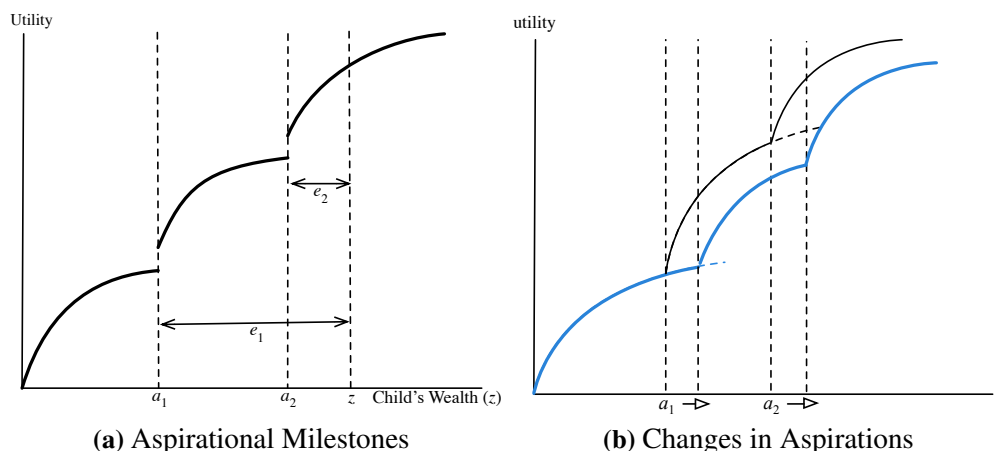 Utility
e2
e1
a1
a2
z
Child's Wealth (z)
(a) Aspirational Milestones
utility
a1
a2
(b) Changes in Aspirations